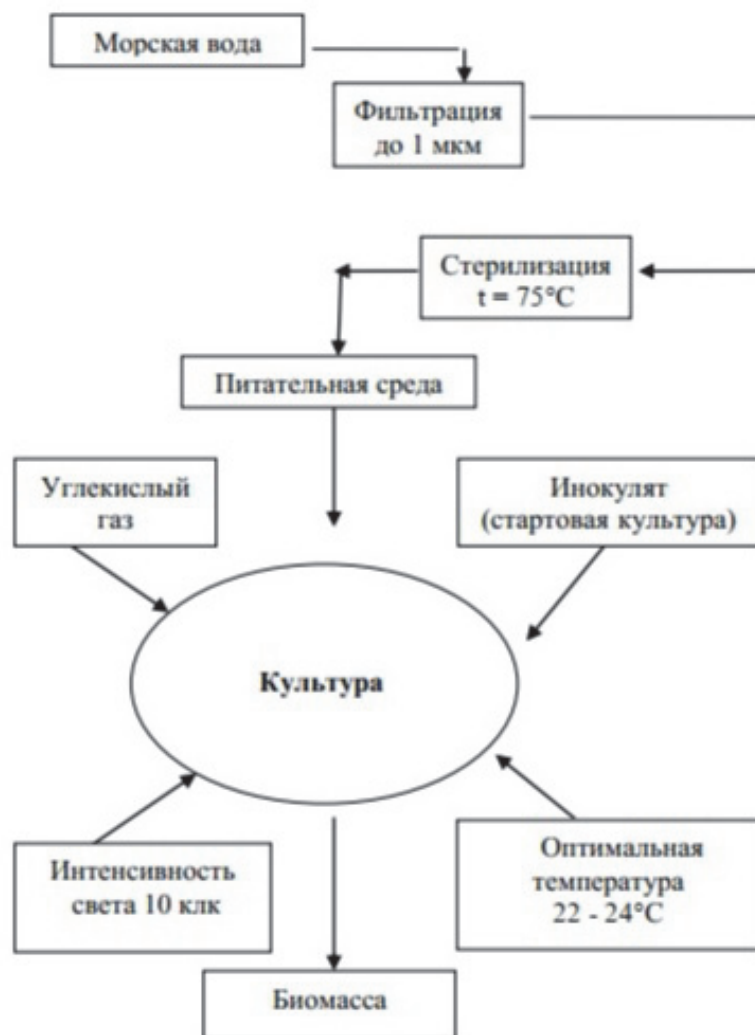 Морская вода
Фильтрация
до 1 мкм
Стерилизация
t = 75°C
Питательная среда
Углекислый
газ
Инокулят
(стартовая культура)
Культура
Интенсивность
света 10 клк
Оптимальная
температура
22 - 24°C
Биомасса